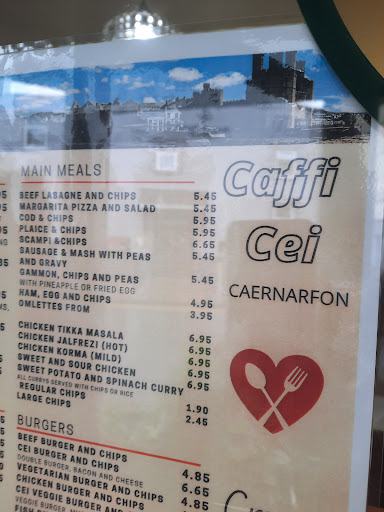 MAIN MEALS
BEEF LASAGNE AND CHIPS 5.45
MARGARITA PIZZA AND SALAD 5.45
COD & CHIPS 5.95
PLAICE & CHIPS 5.95
SCAMPI &CHIPS 6.65
SAUSAGE & MASH WITH PEAS 5.45
AND GRAVY
GAMMON, CHIPS AND PEAS 5.45
WITH PINEAPPLE OR FRIED EGG
HAM, EGG AND CHIPS 4.95
OMLETTES FROM 3.95
CHICKEN TIKKA MASALA 6.95
CHICKEN JALFREZI (HOT) 6.95
CHICKEN KORMA (MILD) 6.95
SWEET AND SOUR CHICKEN 6.95
SWEET POTATO AND SPINACH CURRY 6.95
ALL CURRYS SERVED WITH CHIPS OR RICE
REGULAR CHIPS 1.90
LARGE CHIPS 2.45
BURGERS
BEEF BURGER AND CHIPS 4.85
CEI BURGER AND CHIPS 6.65
DOUBLE BURGER, BACON AND CHEESE
VEGETARIAN BURGER AND CHIPS 4.85
CHICKEN BURGER AND CHIPS
CEI VEGGIE BURGER AND
VEGGIE BURGER,
Caffi
Cei
CAERNARFON